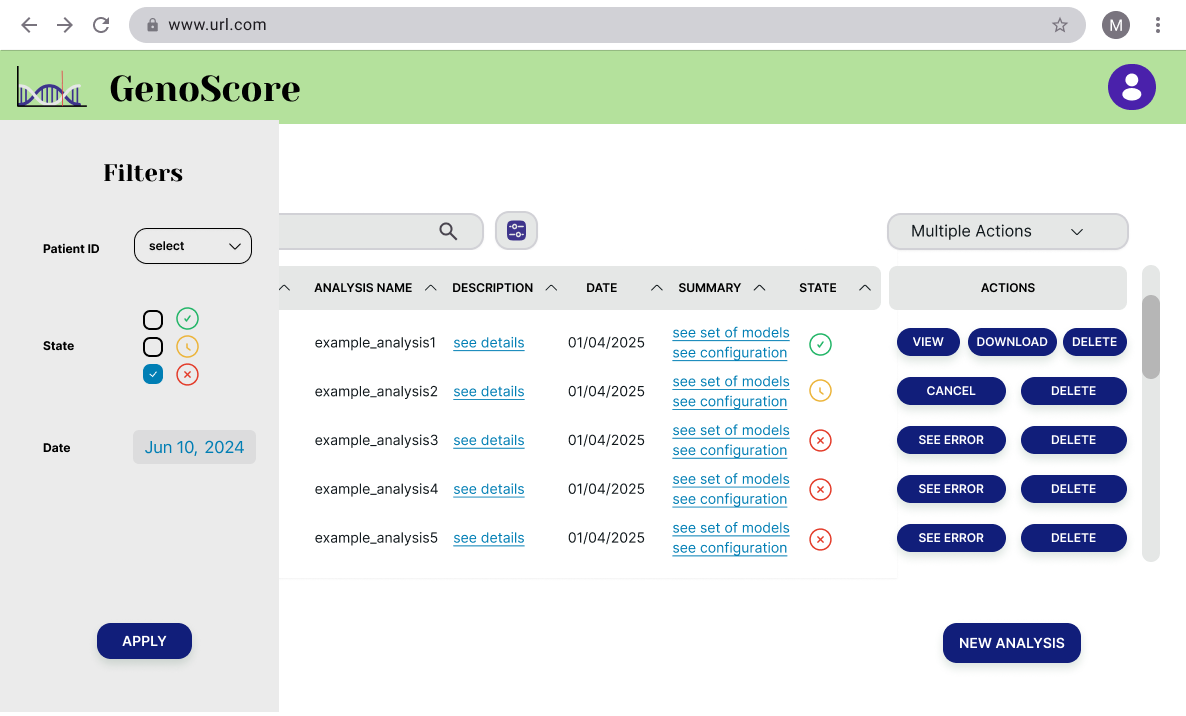 www.url.com
M
GenoScore
Filters
Patient ID
select
State
Date
Jun 10, 2024
APPLY
Multiple Actions
ANALYSIS NAME DESCRIPTION DATE SUMMARY STATE ACTIONS
example_analysis1 see details 01/04/2025 see set of models
see configuration
VIEW DOWNLOAD DELETE
example_analysis2 see details 01/04/2025 see set of models
see configuration
CANCEL DELETE
example_analysis3 see details 01/04/2025 see set of models
see configuration
SEE ERROR DELETE
example_analysis4 see details 01/04/2025 see set of models
see configuration
SEE ERROR DELETE
example_analysis5 see details 01/04/2025 see set of models
see configuration
SEE ERROR DELETE
NEW ANALYSIS